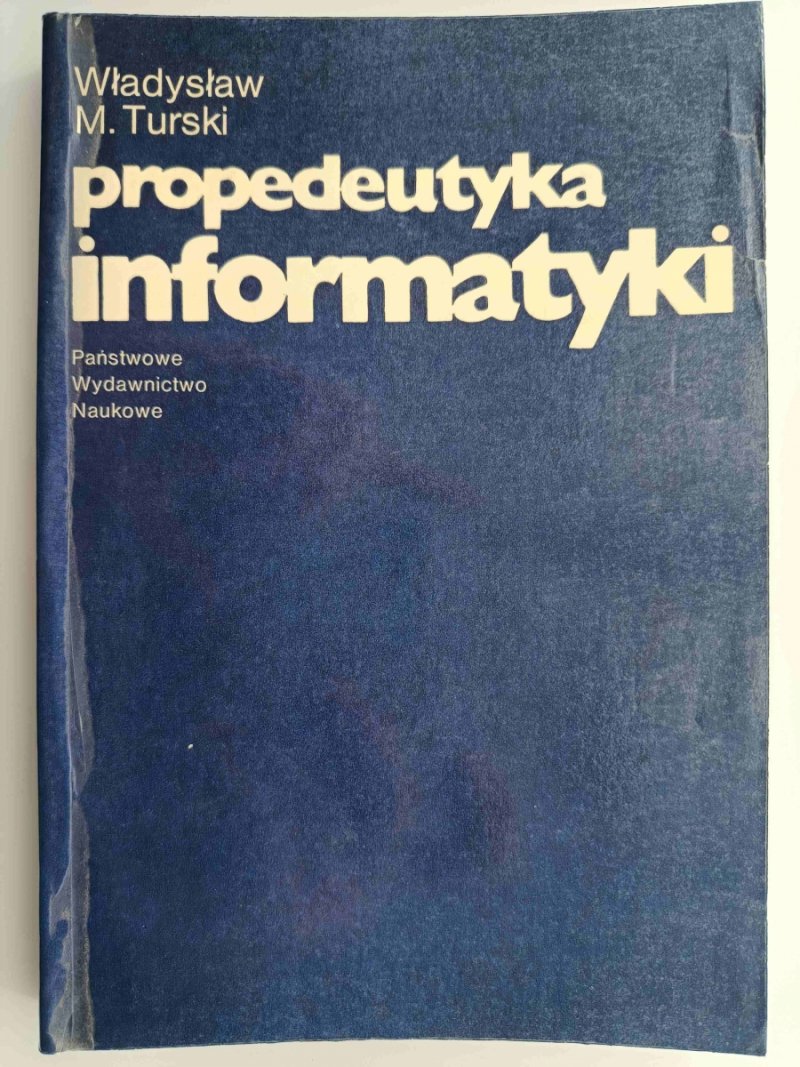 Władysław
M. Turski
propedeutyka
informatyki
Państwowe
Wydawnictwo
Naukowe